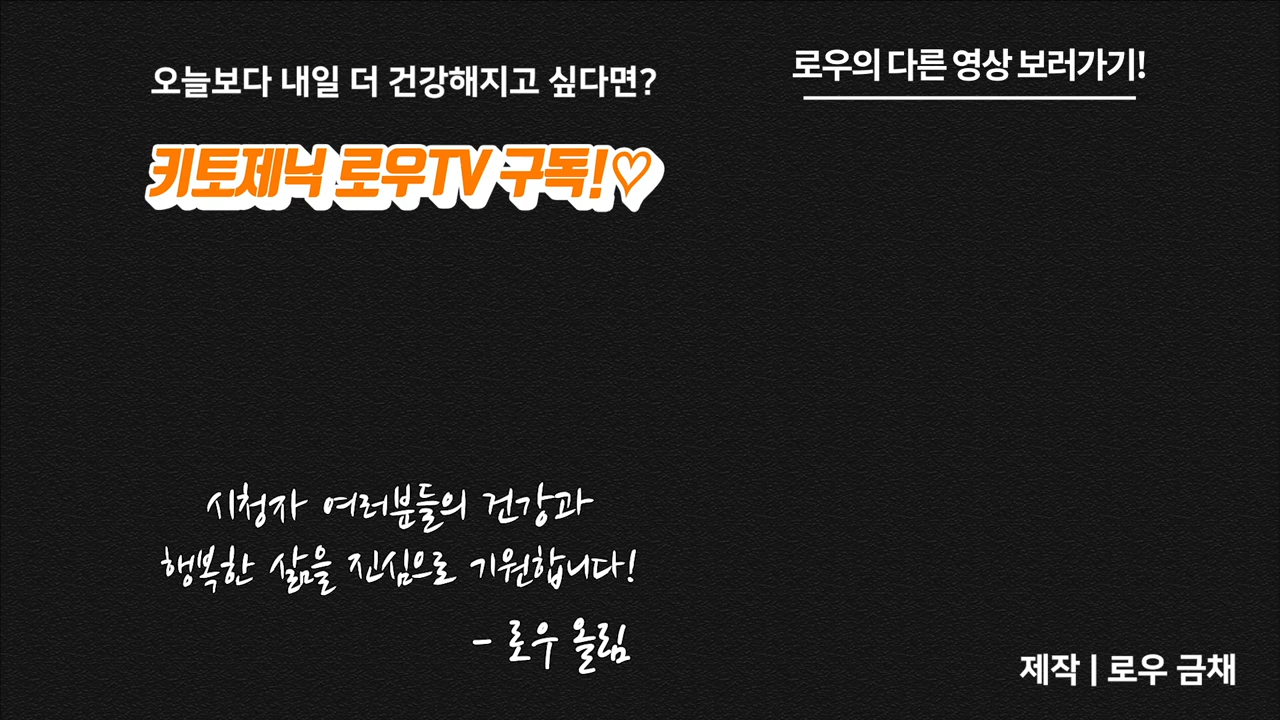 오늘보다 내일 더 건강해지고 싶다면?
키토제닉 로우TV 구독!♡
로우의 다른 영상 보러가기!
시청자 여러분들의 건강과
행복한 삶을 진심으로 기원합니다!
- 로우 올림
제작 | 로우 금채